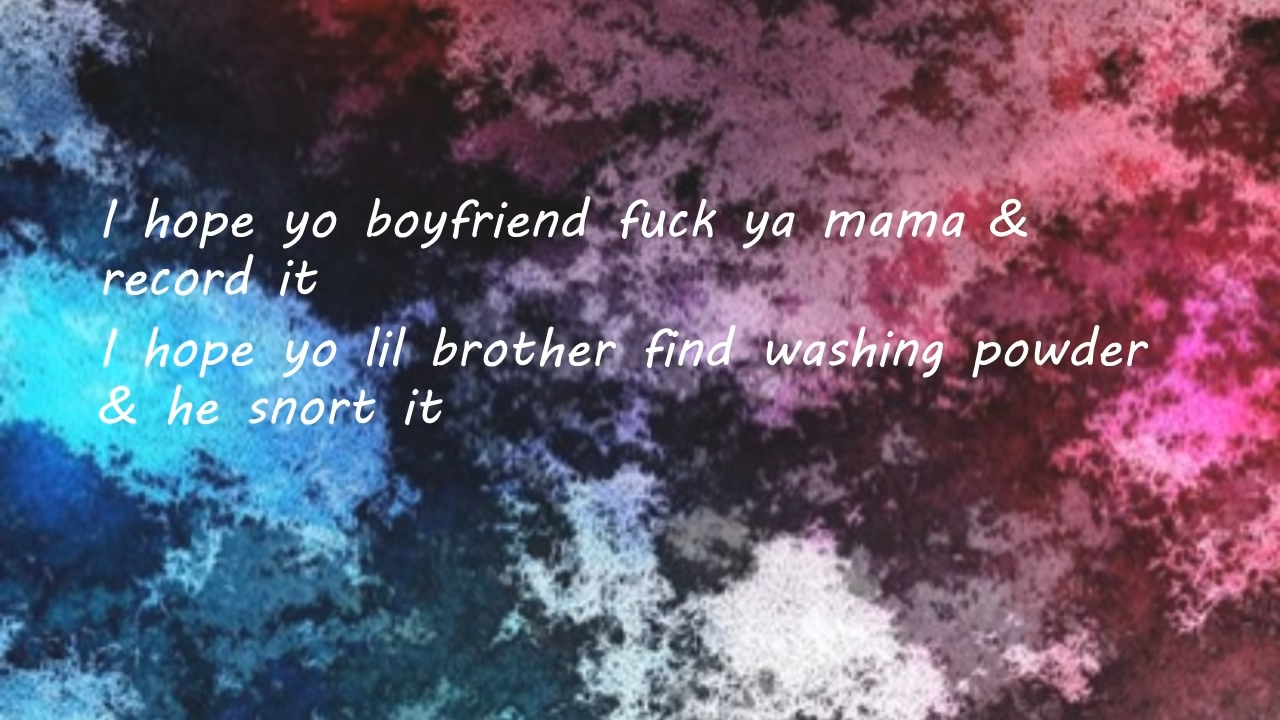 I hope yo boyfriend fuck ya mama &
record it
I hope yo lil brother find washing powder
& he snort it